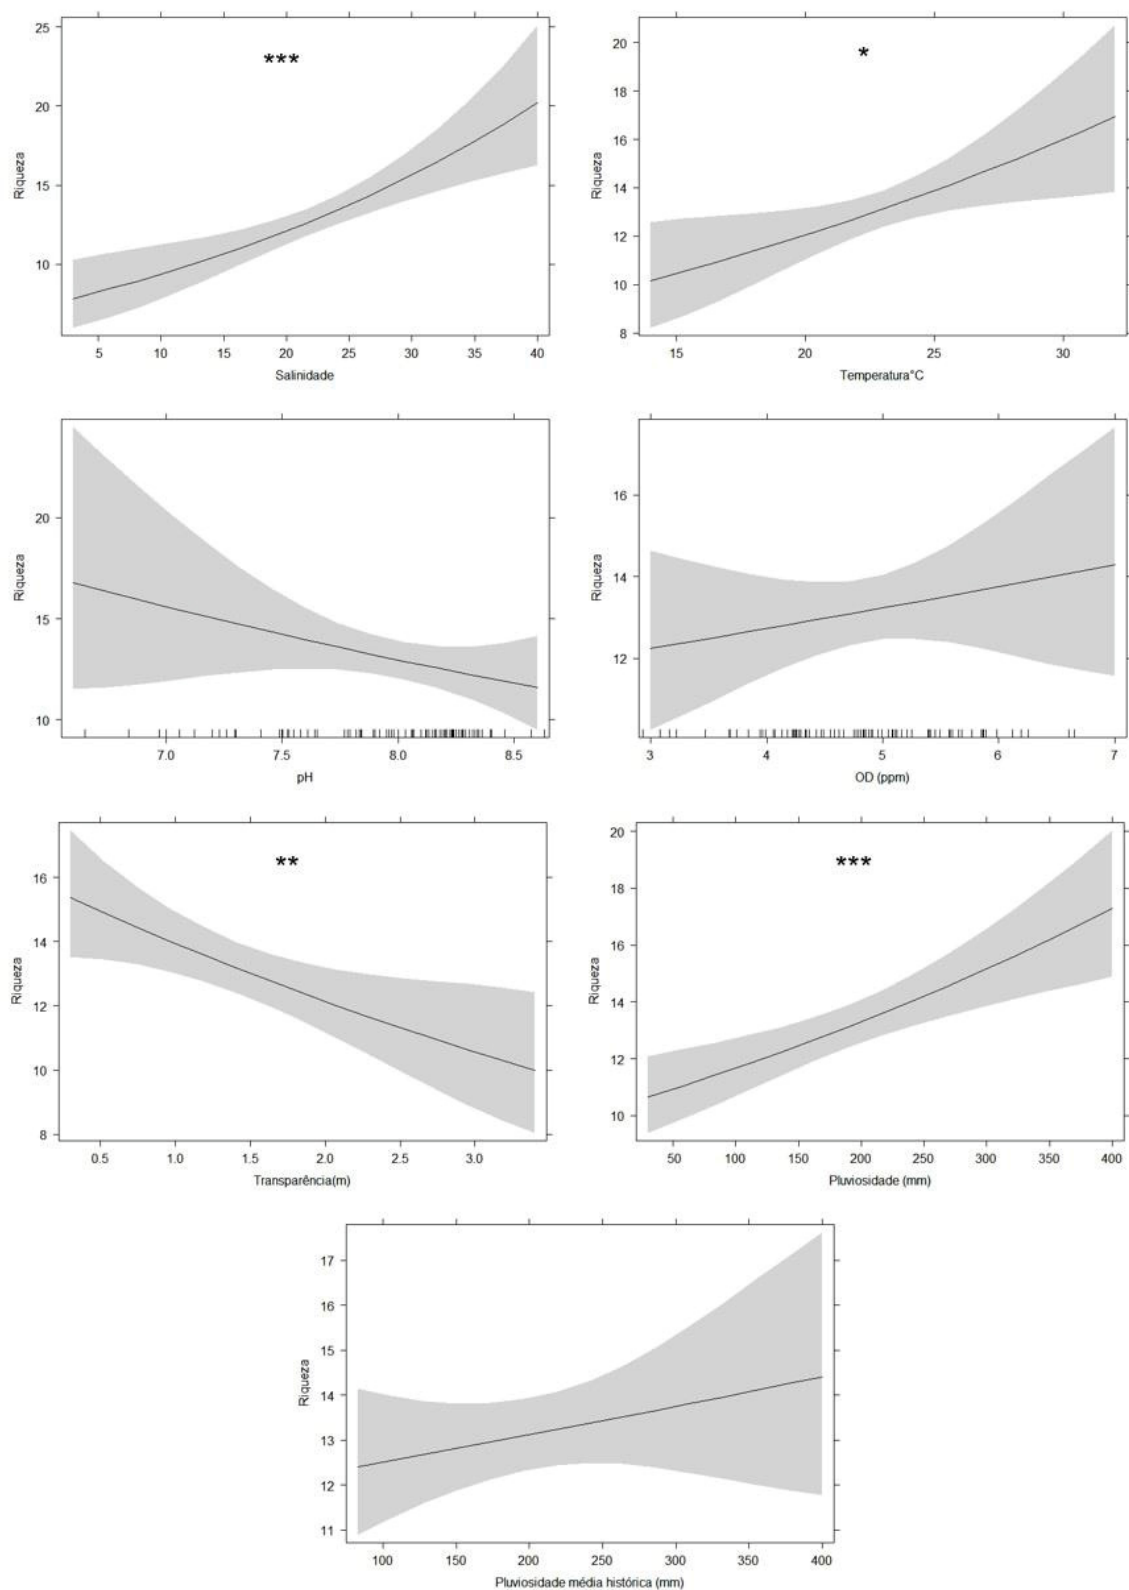 25
20
15
10
Riqueza
***
5 10 15 20 25 30 35 40
Salinidade
20
18
16
14
12
10
8
Riqueza
*
15 20 25 30
Temperatura°C
20
15
10
Riqueza
7.0 7.5 8.0 8.5
pH
16
14
12
Riqueza
3 4 5 6 7
OD (ppm)
16
14
12
10
8
Riqueza
**
0.5 1.0 1.5 2.0 2.5 3.0
Transparência(m)
20
18
16
14
12
10
Riqueza
***
50 100 150 200 250 300 350 400
Pluviosidade (mm)
17
16
15
14
13
12
11
Riqueza
100 150 200 250 300 350 400
Pluviosidade média histórica (mm)